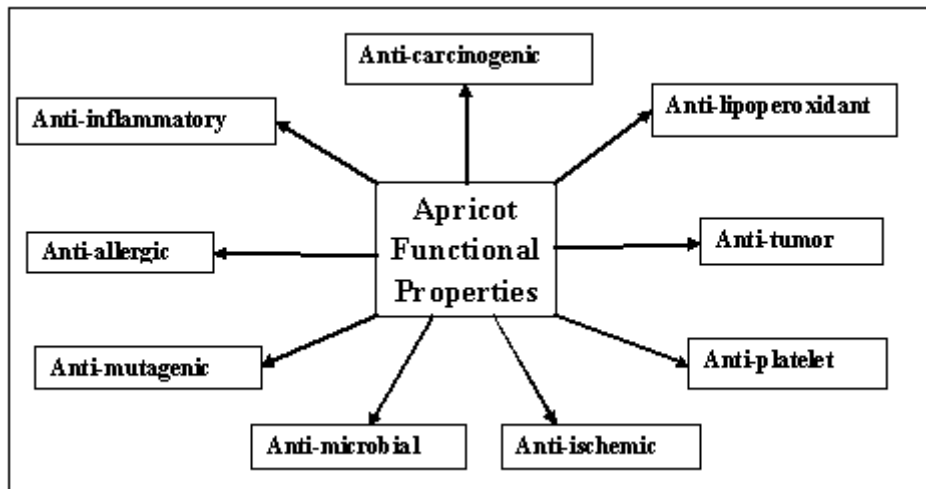 Anti-carcinogenic
Anti-inflammatory
Anti-lipoperoxidant
Apricot
Functional
Properties
Anti-allergic
Anti-tumor
Anti-mutagenic
Anti-platelet
Anti-microbial
Anti-ischemic